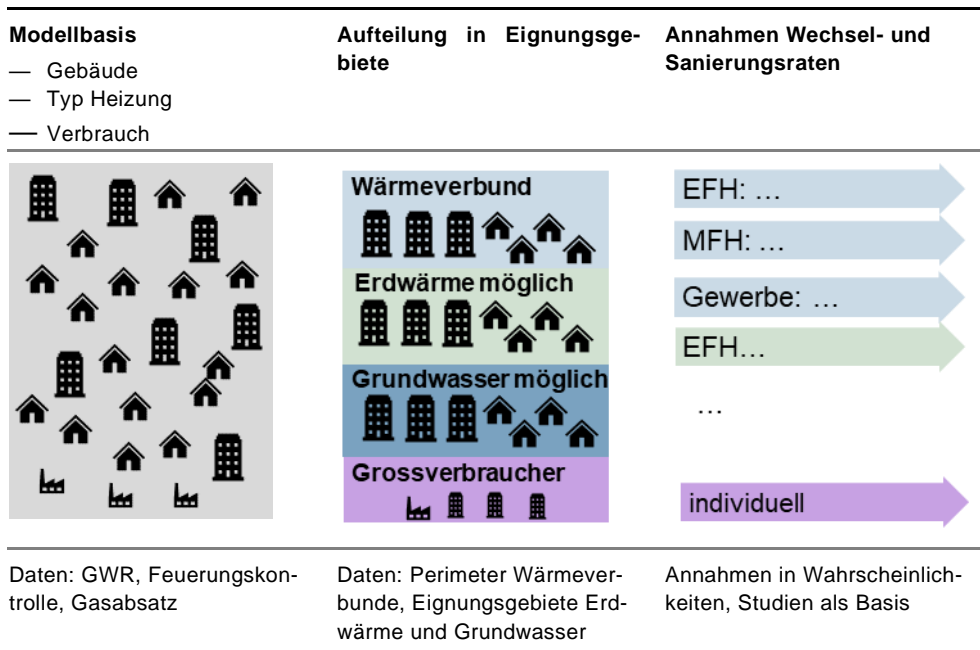 Modellbasis
— Gebäude
— Typ Heizung
— Verbrauch
Aufteilung in Eignungsge-
biete
Annahmen Wechsel- und
Sanierungsraten
Wärmeverbund
Erdwärme möglich
Grundwasser möglich
Grossverbraucher
EFH: …
MFH: …
Gewerbe: …
EFH…
…
individuell
Daten: GWR, Feuerungskon-
trolle, Gasabsatz
Daten: Perimeter Wärmever-
bunde, Eignungsgebiete Erd-
wärme und Grundwasser
Annahmen in Wahrscheinlich-
keiten, Studien als Basis